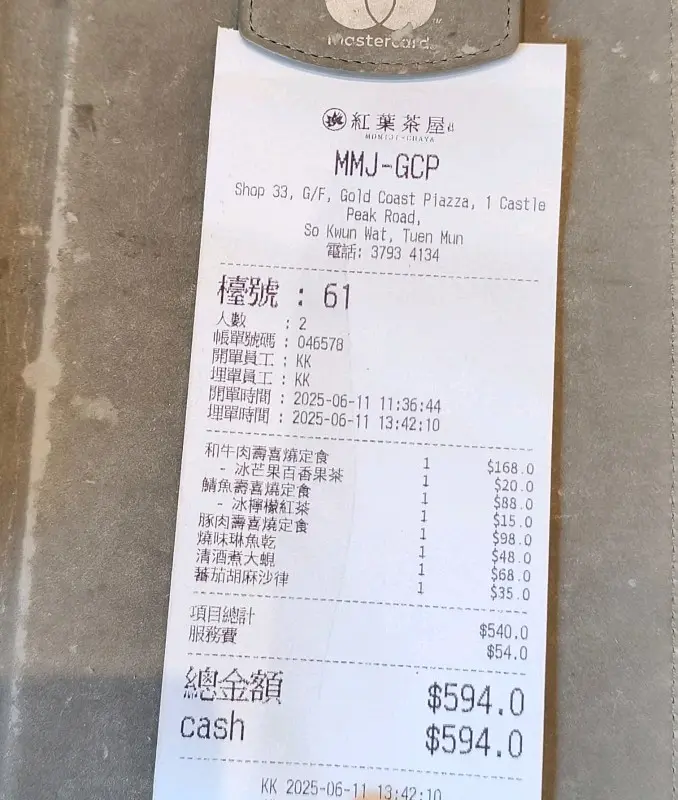 mastercard
紅葉茶屋
MOMIJI-CHAYA
MMJ-GCP
Shop 33, G/F, Gold Coast Piazza, 1 Castle
Peak Road,
So Kwun Wat, Tuen Mun
電話: 3793 4134
檯號 : 61
人數 : 2
帳單號碼 : 046578
開單員工 : KK
埋單員工 : KK
開單時間 : 2025-06-11 11:36:44
埋單時間 : 2025-06-11 13:42:10
和牛肉壽喜燒定食 1 $168.0
- 冰芒果百香果茶 1 $20.0
鯖魚壽喜燒定食 1 $88.0
- 冰檸檬紅茶 1 $15.0
豚肉壽喜燒定食 1 $98.0
燒味琳魚乾 1 $48.0
清酒煮大蜆 1 $68.0
蕃茄胡麻沙律 1 $35.0
項目總計 $540.0
服務費 $54.0
總金額 $594.0
cash $594.0
KK 2025-06-11 13:42:10